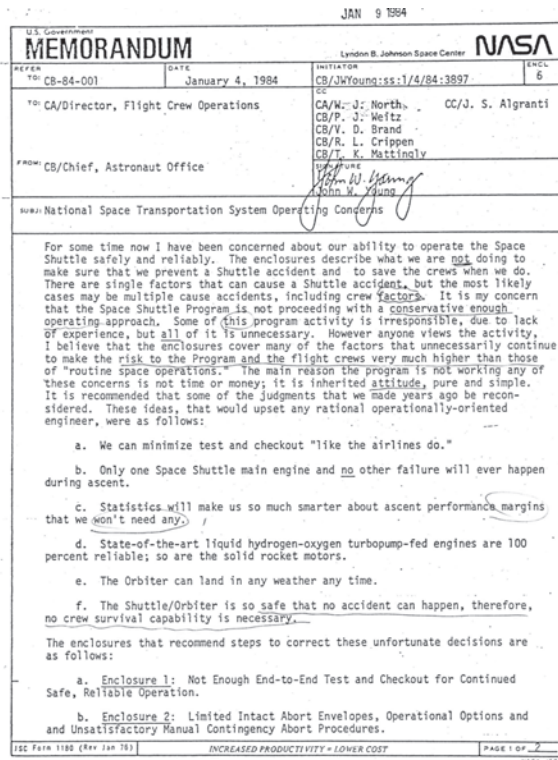 JAN 9 1984
U.S. Government
MEMORANDUM
Lyndon B. Johnson Space Center NASA
REFER TO: CB-84-001
DATE January 4, 1984
INITIATOR CB/JWYoung:ss:1/4/84:3897
ENCL 6
TO: CA/Director, Flight Crew Operations
CC
CA/W. J. North CC/J. S. Algranti
CB/P. J. Weitz
CB/V. D. Brand
CB/R. L. Crippen
CB/T. K. Mattingly
FROM: CB/Chief, Astronaut Office
SIGNATURE
John W. Young
John W. Young
SUBJ: National Space Transportation System Operating Concerns
For some time now I have been concerned about our ability to operate the Space
Shuttle safely and reliably. The enclosures describe what we are not doing to
make sure that we prevent a Shuttle accident and to save the crews when we do.
There are single factors that can cause a Shuttle accident, but the most likely
cases may be multiple cause accidents, including crew factors. It is my concern
that the Space Shuttle Program is not proceeding with a conservative enough
operating approach. Some of this program activity is irresponsible, due to lack
of experience, but all of it is unnecessary. However anyone views the activity,
I believe that the enclosures cover many of the factors that unnecessarily continue
to make the risk to the Program and the flight crews very much higher than those
of "routine space operations." The main reason the program is not working any of
these concerns is not time or money; it is inherited attitude, pure and simple.
It is recommended that some of the judgments that we made years ago be recon-
sidered. These ideas, that would upset any rational operationally-oriented
engineer, were as follows:
a. We can minimize test and checkout "like the airlines do."
b. Only one Space Shuttle main engine and no other failure will ever happen
during ascent.
c. Statistics will make us so much smarter about ascent performance margins
that we won't need any.
d. State-of-the-art liquid hydrogen-oxygen turbopump-fed engines are 100
percent reliable; so are the solid rocket motors.
e. The Orbiter can land in any weather any time.
f. The Shuttle/Orbiter is so safe that no accident can happen, therefore,
no crew survival capability is necessary.
The enclosures that recommend steps to correct these unfortunate decisions are
as follows:
a. Enclosure 1: Not Enough End-to-End Test and Checkout for Continued
Safe, Reliable Operation.
b. Enclosure 2: Limited Intact Abort Envelopes, Operational Options and
and Unsatisfactory Manual Contingency Abort Procedures.
JSC Form 1180 (Rev Jan 76)
INCREASED PRODUCTIVITY = LOWER COST
PAGE 1 OF 2